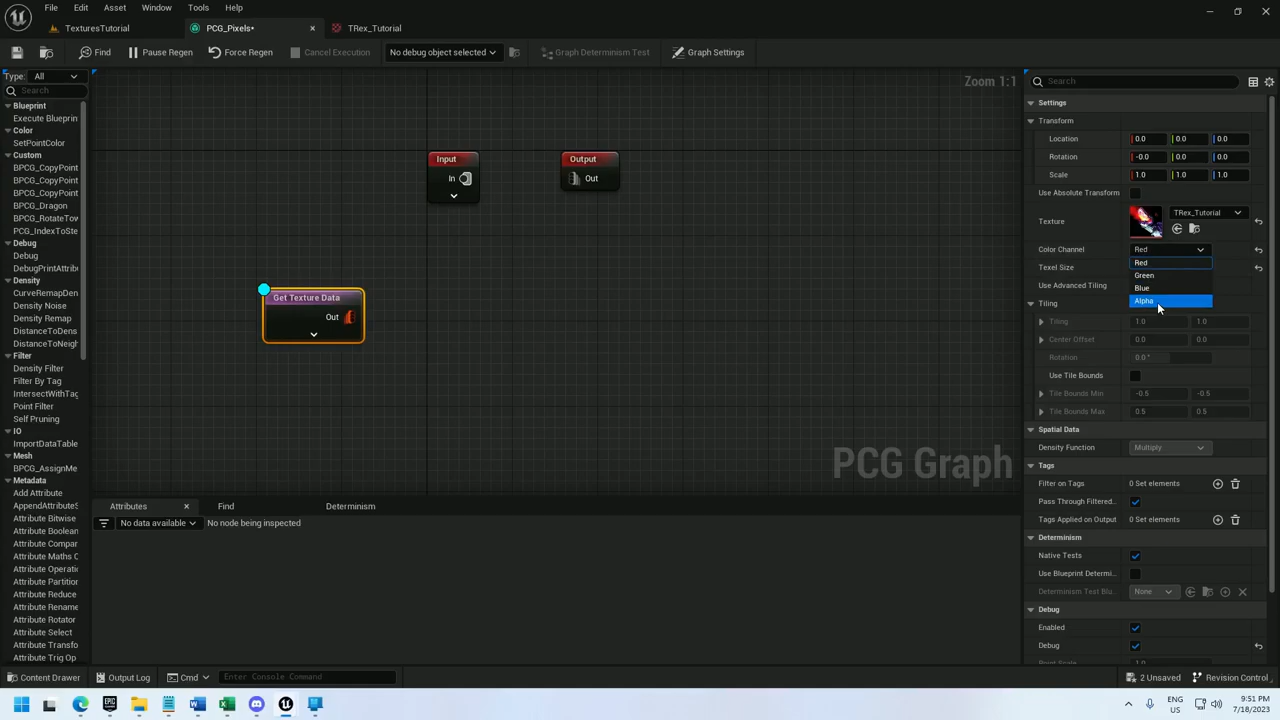 File Edit Asset Window Tools Help
TexturesTutorial
PCG_Pixels*
TRex_Tutorial
Find
Pause Regen
Force Regen
Cancel Execution
No debug object selected
Graph Determinism Test
Graph Settings
Type: All
Search
Blueprint
Execute Blueprin
Color
SetPointColor
Custom
BPCG_CopyPoint
BPCG_CopyPoint
BPCG_CopyPoint
BPCG_Dragon
BPCG_RotateTow
PCG_IndexToSte
Debug
Debug
DebugPrintAttrib
Density
CurveRemapDen
Density Noise
Density Remap
DistanceToDens
DistanceToNeigh
Filter
Density Filter
Filter By Tag
IntersectWithTag
Point Filter
Self Pruning
IO
ImportDataTable
Mesh
BPCG_AssignMe
Metadata
Add Attribute
AppendAttributeS
Attribute Bitwise
Attribute Boolean
Attribute Compar
Attribute Maths O
Attribute Operatio
Attribute Partition
Attribute Reduce
Attribute Rename
Attribute Rotator
Attribute Select
Attribute Transfo
Attribute Trig Op
Zoom 1:1
Input
In
Output
Out
Get Texture Data
Out
PCG Graph
Attributes
Find
Determinism
No data available
No node being inspected
Search
Settings
Transform
Location 0.0 0.0 0.0
Rotation -0.0 0.0 0.0
Scale 1.0 1.0 1.0
Use Absolute Transform
Texture
TRex_Tutorial
Color Channel Red
Red
Green
Blue
Alpha
Texel Size
Use Advanced Tiling
Tiling
Tiling 1.0 1.0
Center Offset 0.0 0.0
Rotation 0.0 °
Use Tile Bounds
Tile Bounds Min -0.5 -0.5
Tile Bounds Max 0.5 0.5
Spatial Data
Density Function Multiply
Tags
Filter on Tags 0 Set elements
Pass Through Filtered...
Tags Applied on Output 0 Set elements
Determinism
Native Tests
Use Blueprint Determi...
Determinism Test Blu... None
Debug
Enabled
Debug
Point Scale 1.0
Content Drawer
Output Log
Cmd
Enter Console Command
2 Unsaved
Revision Control
ENG
US
9:51 PM
7/18/2023